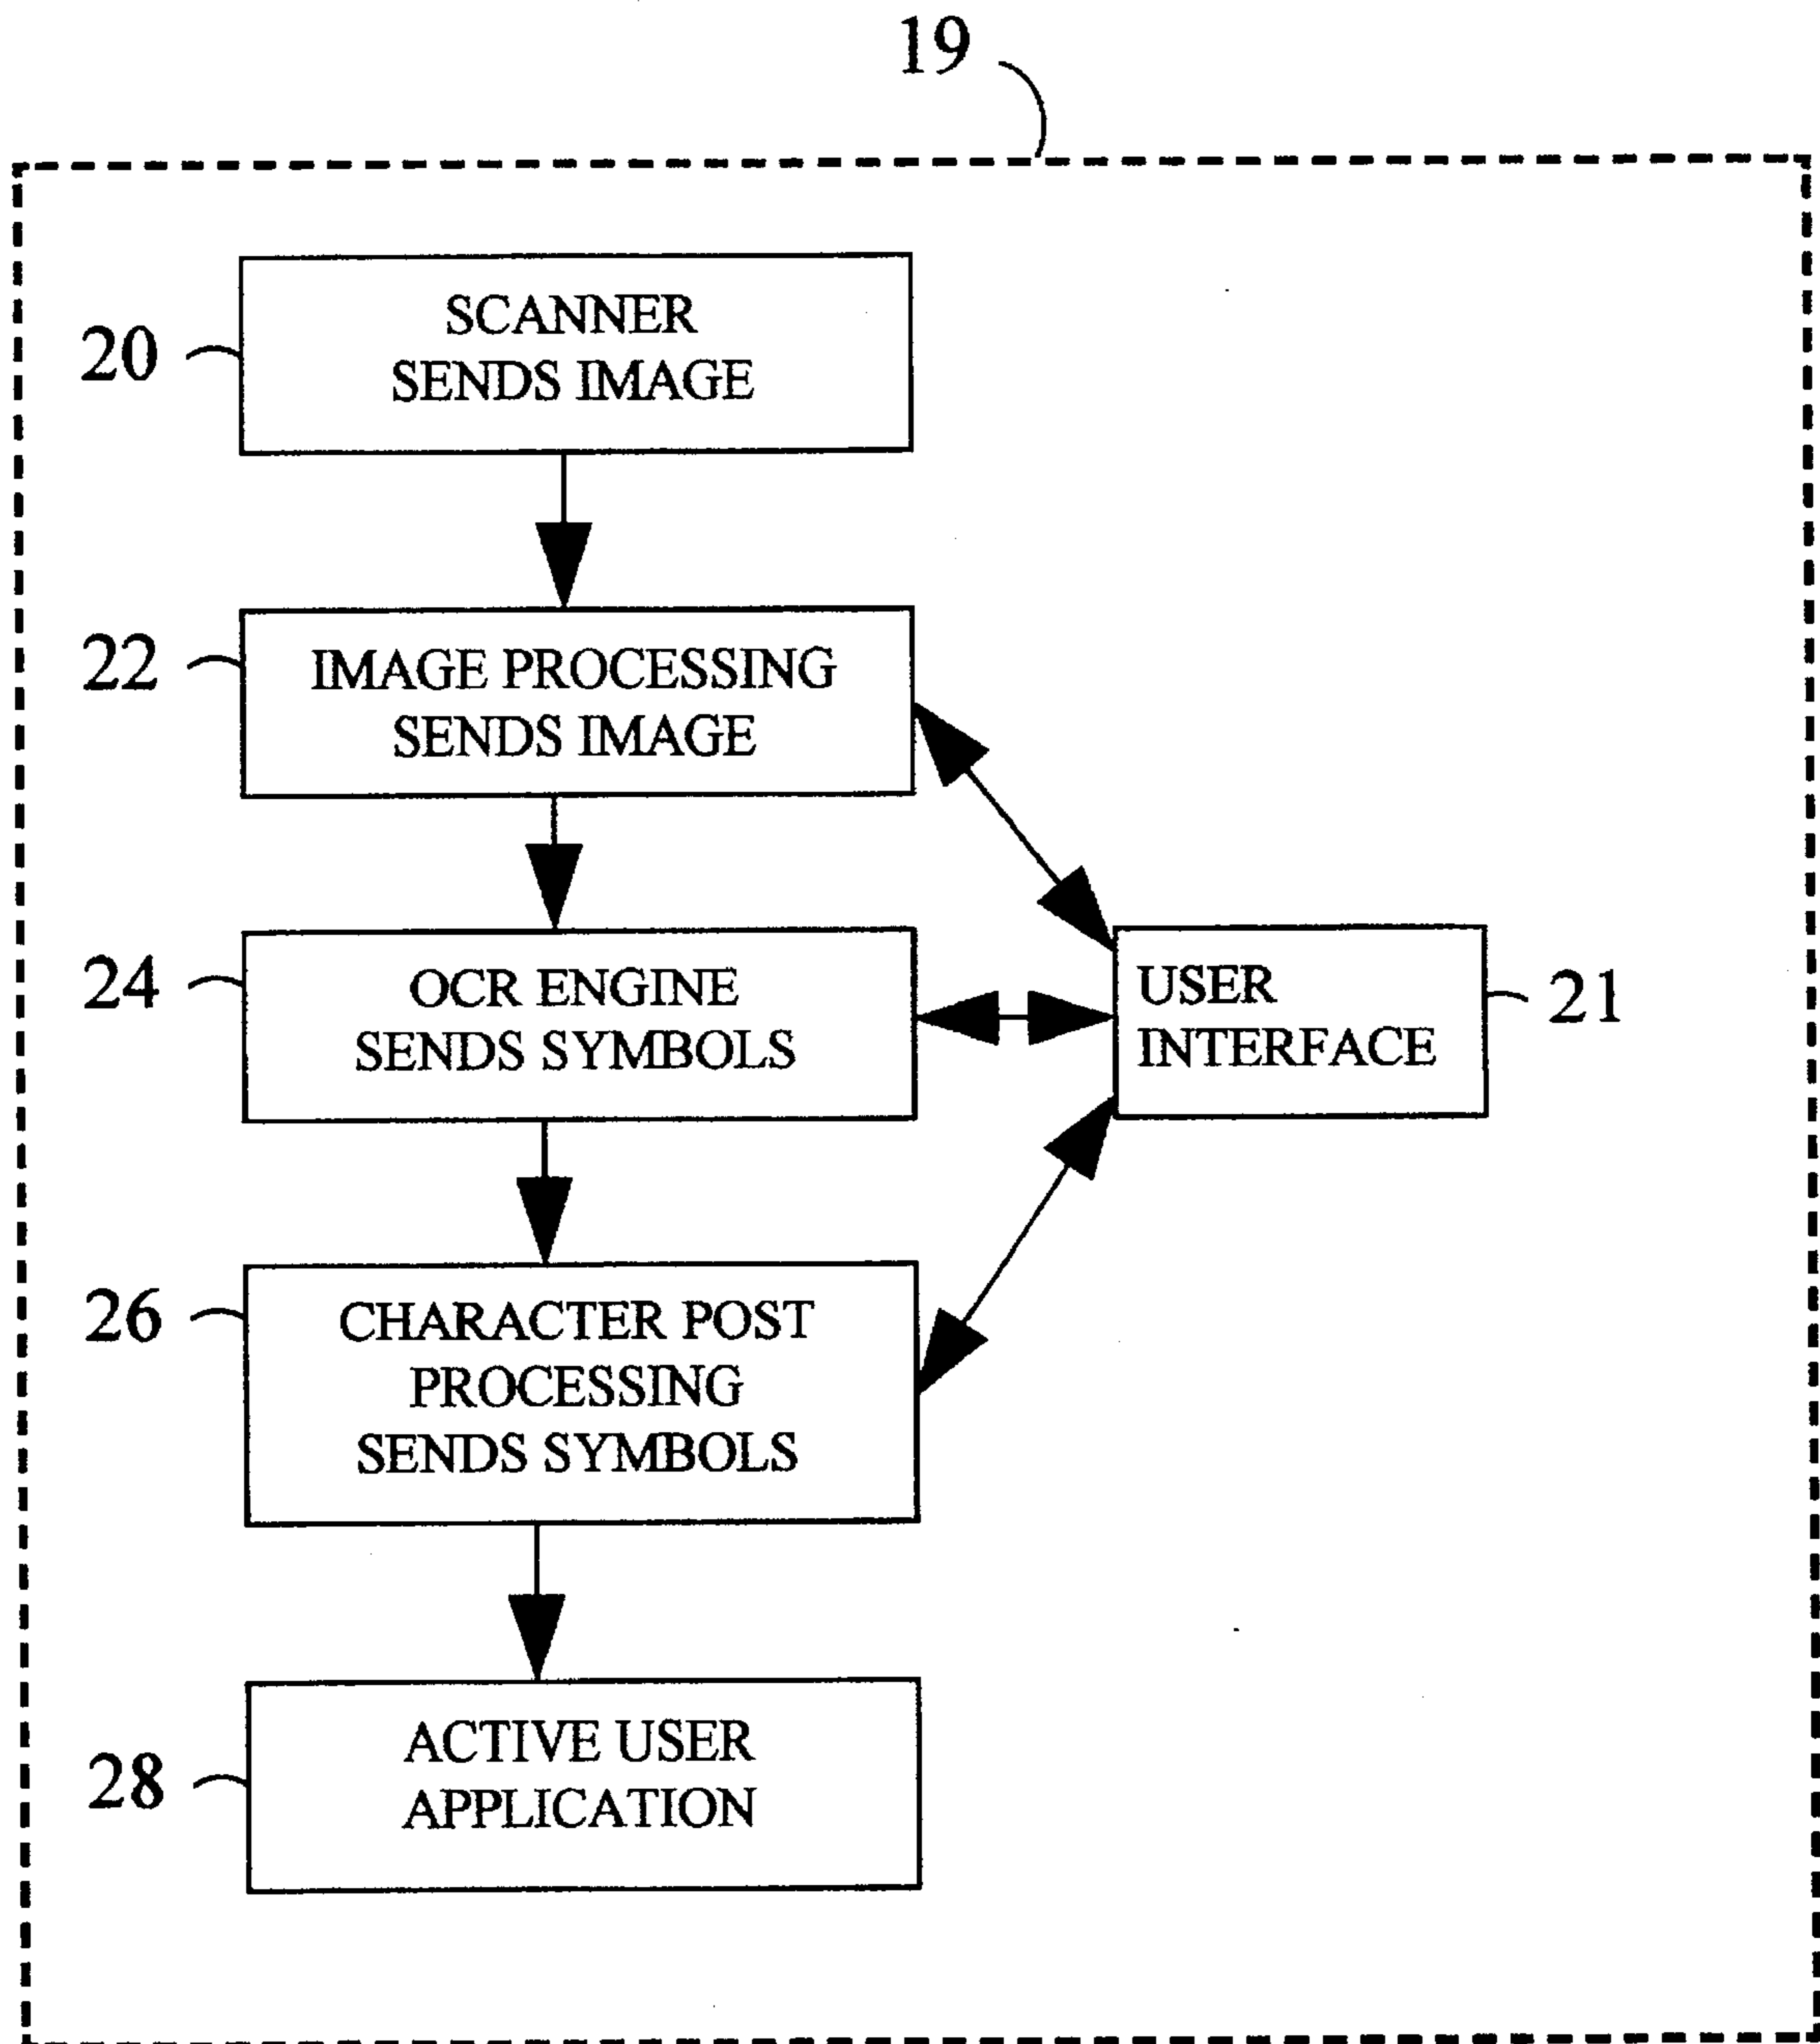 19
20
SCANNER
SENDS IMAGE
22
IMAGE PROCESSING
SENDS IMAGE
24
OCR ENGINE
SENDS SYMBOLS
USER
INTERFACE
21
26
CHARACTER POST
PROCESSING
SENDS SYMBOLS
28
ACTIVE USER
APPLICATION